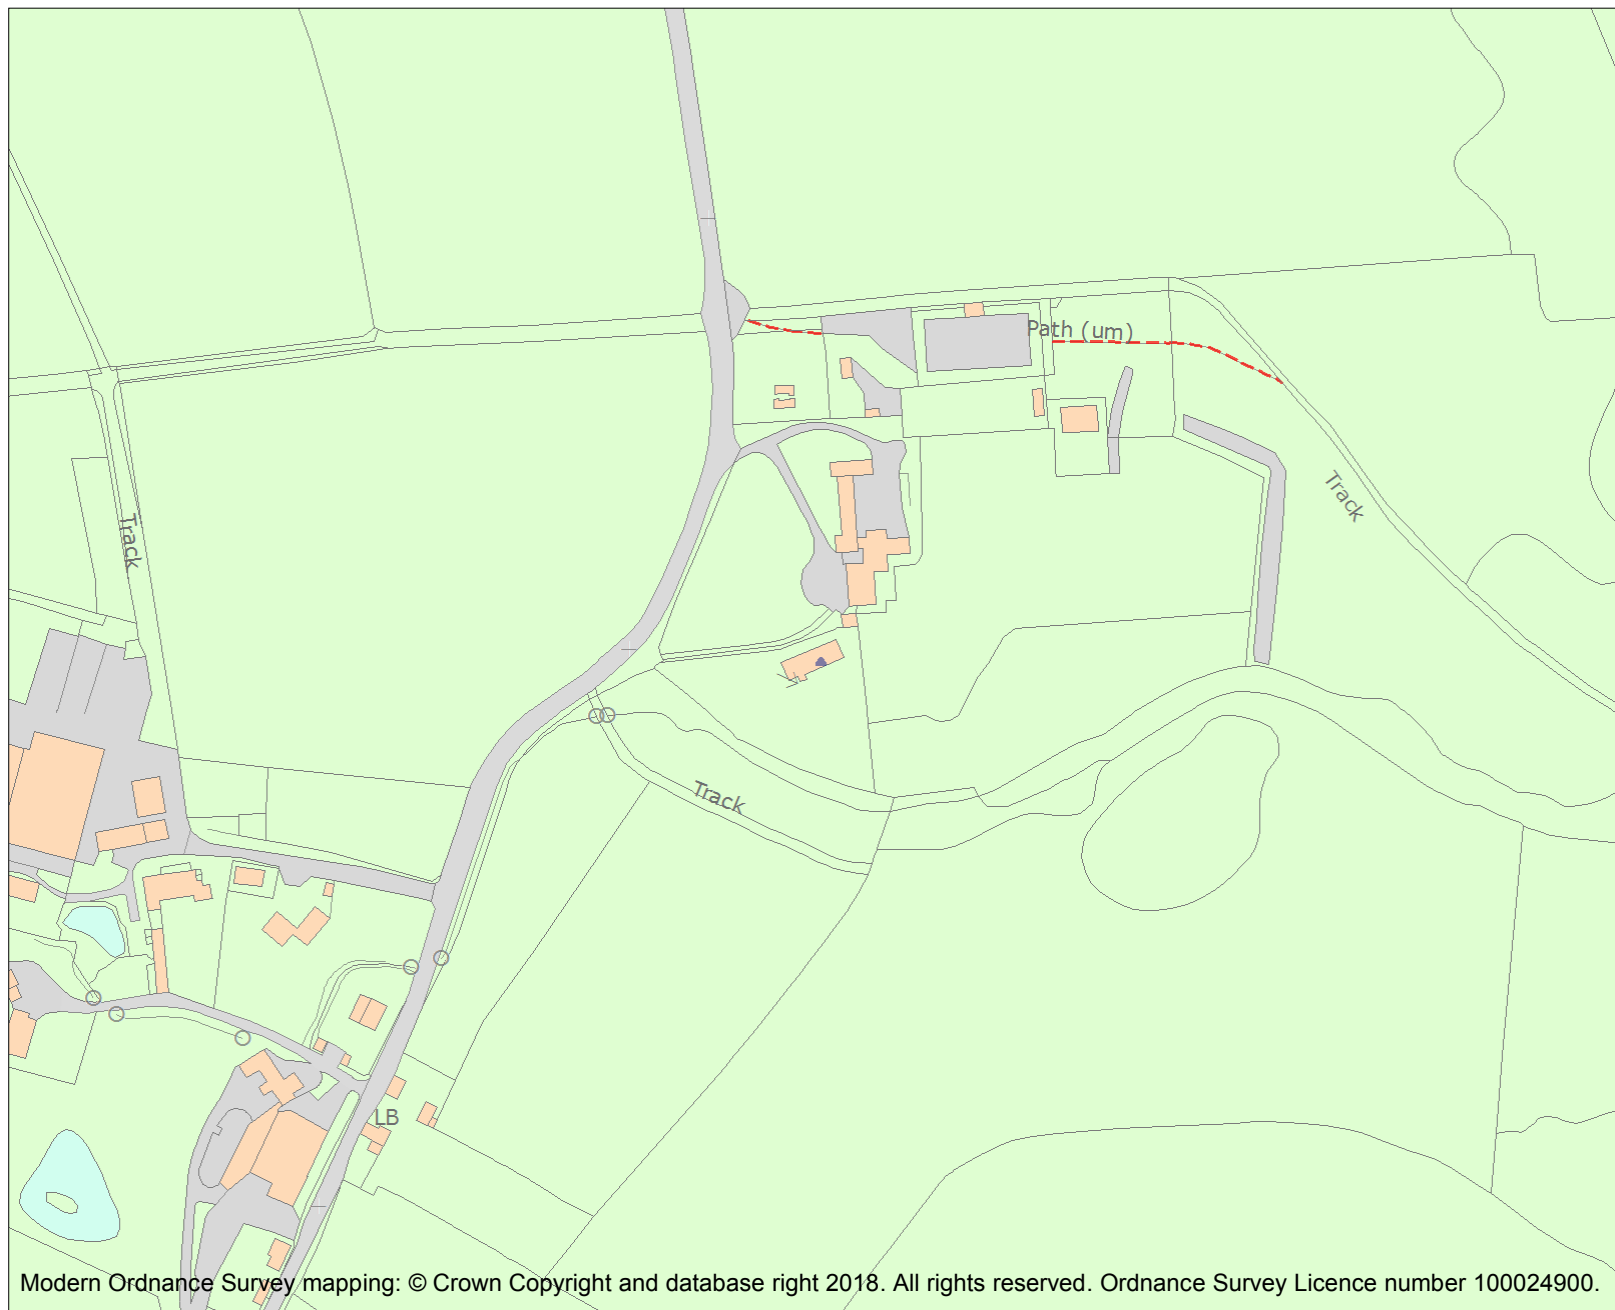 Path (um)
Track
Track
Track
LB
Modern Ordnance Survey mapping: © Crown Copyright and database right 2018. All rights reserved. Ordnance Survey Licence number 100024900.